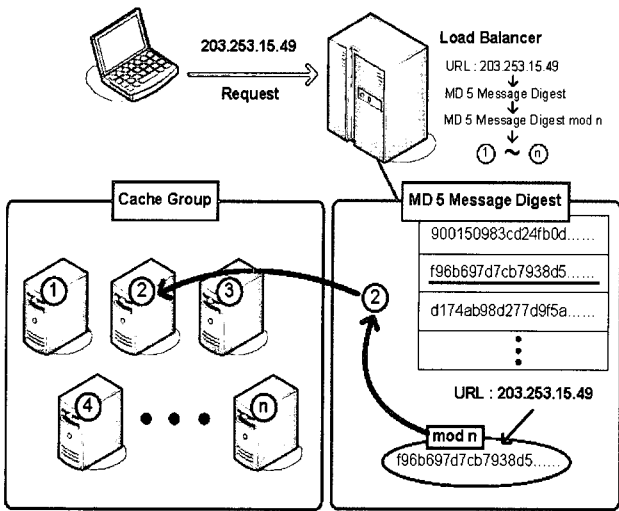 203.253.15.49
Request
Load Balancer
URL : 203.253.15.49
MD 5 Message Digest
MD 5 Message Digest mod n
1 ~ n
Cache Group
1
2
3
4
n
MD 5 Message Digest
900150983cd24fb0d......
f96b697d7cb7938d5......
d174ab98d277d9f5a......
2
URL : 203.253.15.49
mod n
f96b697d7cb7938d5......